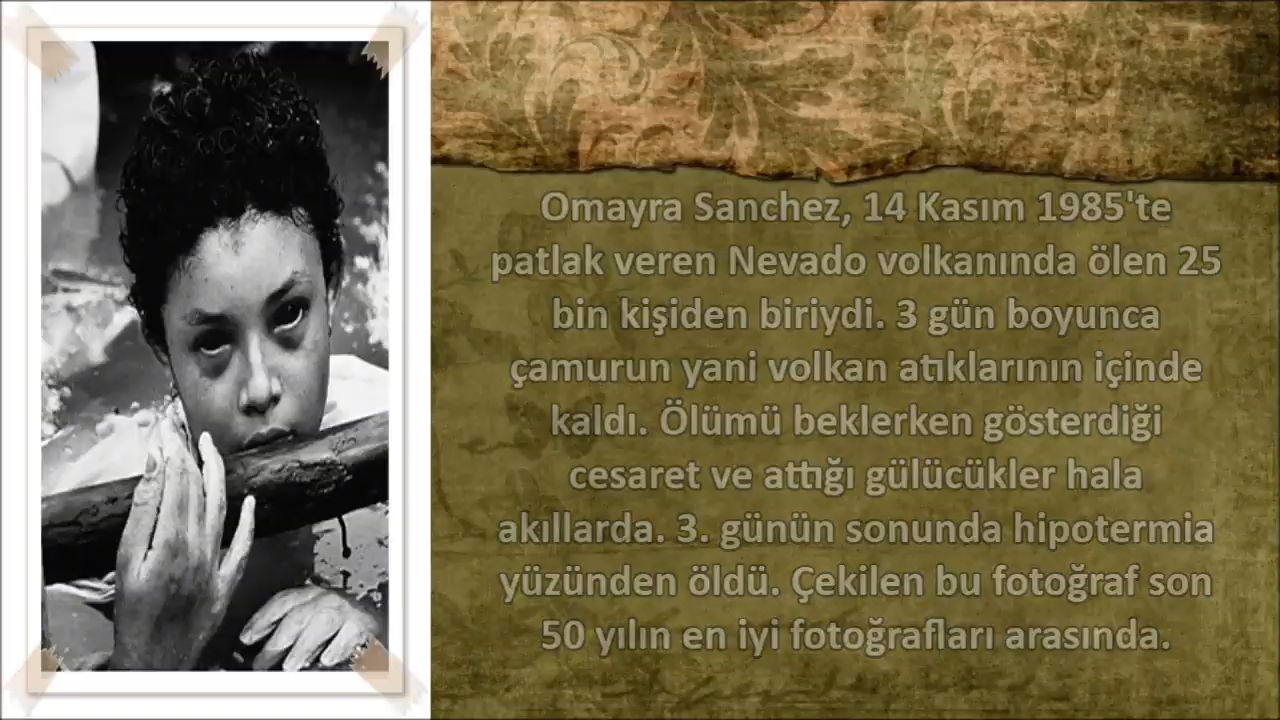 Omayra Sanchez, 14 Kasım 1985'te
patlak veren Nevado volkanında ölen 25
bin kişiden biriydi. 3 gün boyunca
çamurun yani volkan atıklarının içinde
kaldı. Ölümü beklerken gösterdiği
cesaret ve attığı gülücükler hala
akıllarda. 3. günün sonunda hipotermia
yüzünden öldü. Çekilen bu fotoğraf son
50 yılın en iyi fotoğrafları arasında.